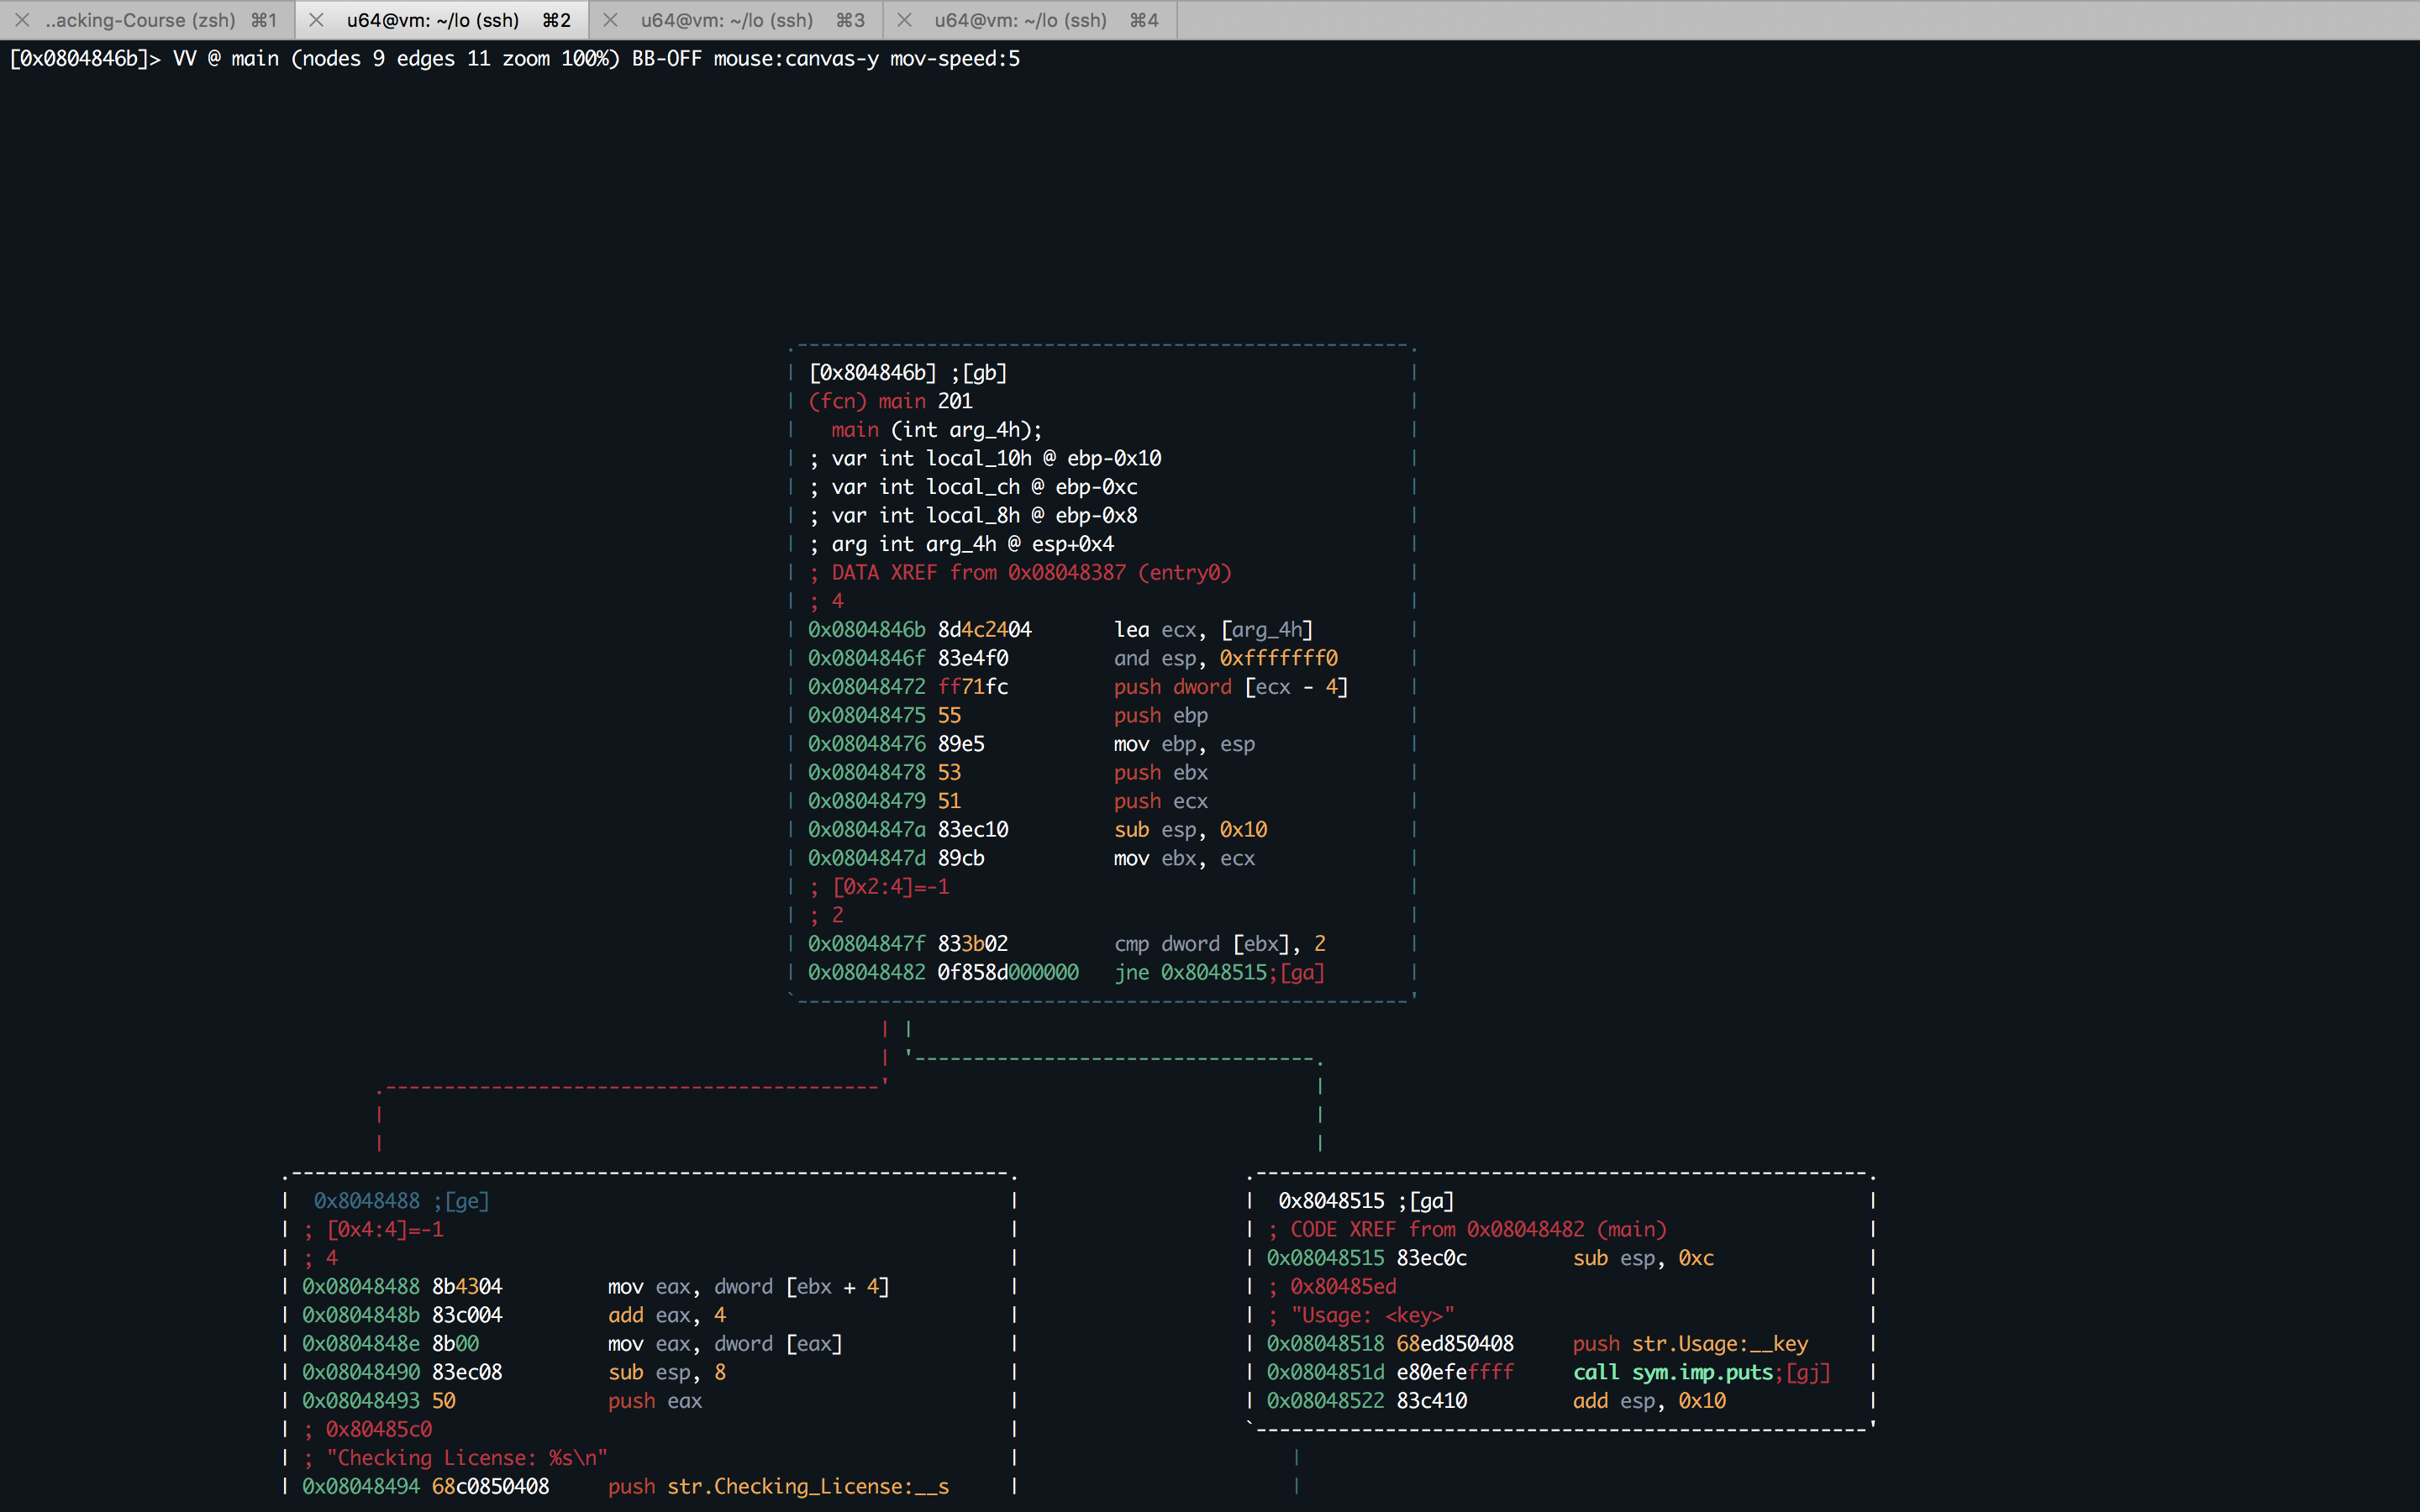 ..acking-Course (zsh) ⌘1 u64@vm: ~/lo (ssh) ⌘2 u64@vm: ~/lo (ssh) ⌘3 u64@vm: ~/lo (ssh) ⌘4
[0x0804846b]> VV @ main (nodes 9 edges 11 zoom 100%) BB-OFF mouse:canvas-y mov-speed:5
[0x804846b] ;[gb]
(fcn) main 201
main (int arg_4h);
; var int local_10h @ ebp-0x10
; var int local_ch @ ebp-0xc
; var int local_8h @ ebp-0x8
; arg int arg_4h @ esp+0x4
; DATA XREF from 0x08048387 (entry0)
; 4
0x0804846b 8d4c2404 lea ecx, [arg_4h]
0x0804846f 83e4f0 and esp, 0xfffffff0
0x08048472 ff71fc push dword [ecx - 4]
0x08048475 55 push ebp
0x08048476 89e5 mov ebp, esp
0x08048478 53 push ebx
0x08048479 51 push ecx
0x0804847a 83ec10 sub esp, 0x10
0x0804847d 89cb mov ebx, ecx
; [0x2:4]=-1
; 2
0x0804847f 833b02 cmp dword [ebx], 2
0x08048482 0f858d000000 jne 0x8048515;[ga]
0x8048488 ;[ge]
; [0x4:4]=-1
; 4
0x08048488 8b4304 mov eax, dword [ebx + 4]
0x0804848b 83c004 add eax, 4
0x0804848e 8b00 mov eax, dword [eax]
0x08048490 83ec08 sub esp, 8
0x08048493 50 push eax
; 0x80485c0
; "Checking License: %s\n"
0x08048494 68c0850408 push str.Checking_License:__s
0x8048515 ;[ga]
; CODE XREF from 0x08048482 (main)
0x08048515 83ec0c sub esp, 0xc
; 0x80485ed
; "Usage: <key>"
0x08048518 68ed850408 push str.Usage:__key
0x0804851d e80efeffff call sym.imp.puts;[gj]
0x08048522 83c410 add esp, 0x10